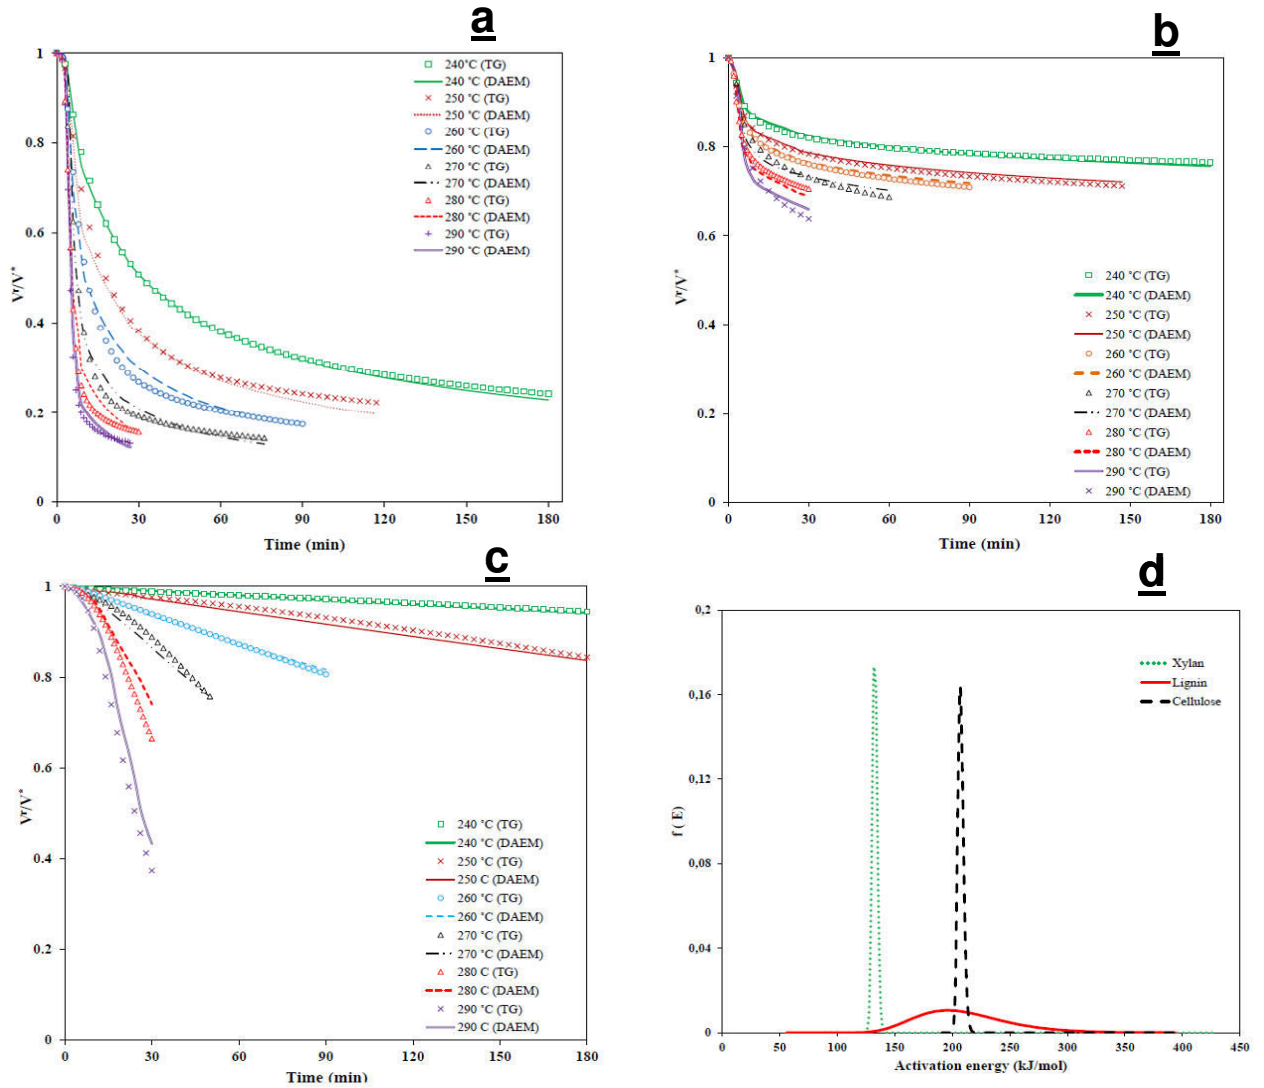 a
1
0.8
0.6
0.4
0.2
0
Vʳ/V*
0 30 60 90 120 150 180
Time (min)
240˚C (TG)
240 ˚C (DAEM)
250 ˚C (TG)
250 ˚C (DAEM)
260 ˚C (TG)
260 ˚C (DAEM)
270 ˚C (TG)
270 ˚C (DAEM)
280 ˚C (TG)
280 ˚C (DAEM)
290 ˚C (TG)
290 ˚C (DAEM)
b
1
0.8
0.6
0.4
0.2
0
Vʳ/V*
0 30 60 90 120 150 180
Time (min)
240 ˚C (TG)
240 ˚C (DAEM)
250 ˚C (TG)
250 ˚C (DAEM)
260 ˚C (TG)
260 ˚C (DAEM)
270 ˚C (TG)
270 ˚C (DAEM)
280 ˚C (TG)
280 ˚C (DAEM)
290 ˚C (TG)
290 ˚C (DAEM)
c
1
0.8
0.6
0.4
0.2
0
Vʳ/V*
0 30 60 90 120 150 180
Time (min)
240 ˚C (TG)
240 ˚C (DAEM)
250 ˚C (TG)
250 C (DAEM)
260 ˚C (TG)
260 ˚C (DAEM)
270 ˚C (TG)
270 ˚C (DAEM)
280 C (TG)
280 C (DAEM)
290 ˚C (TG)
290 C (DAEM)
d
0,2
0,16
0,12
0,08
0,04
0
f ( E)
0 50 100 150 200 250 300 350 400 450
Activation energy (kJ/mol)
Xylan
Lignin
Cellulose